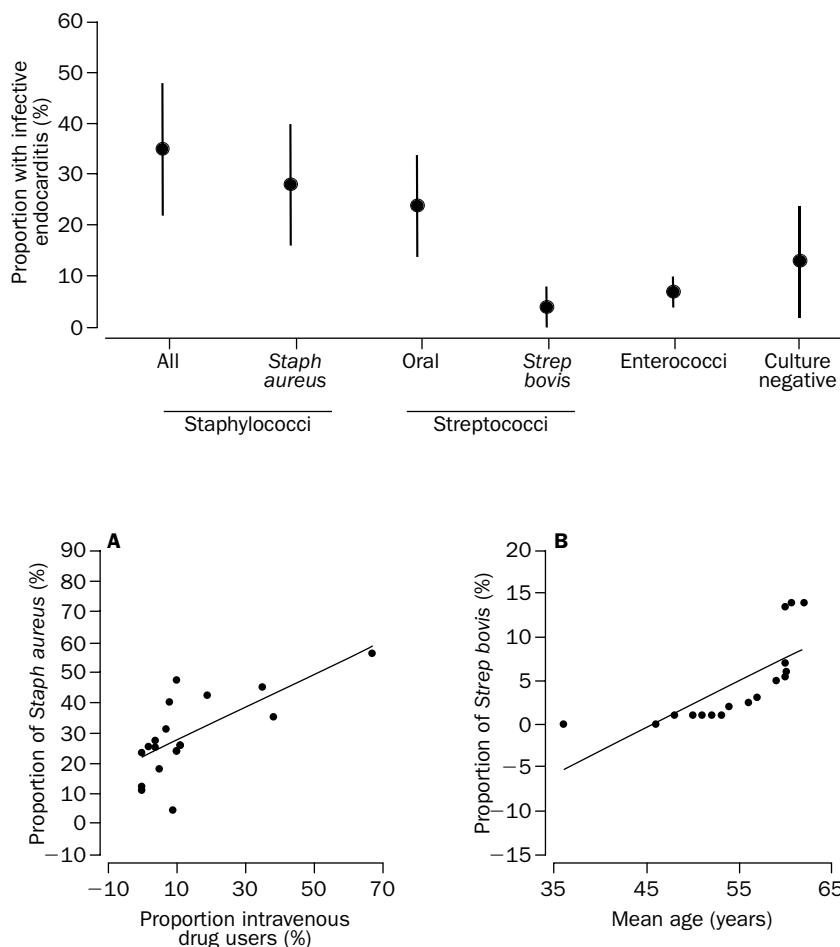 60
50
40
30
20
10
0
Proportion with infective
endocarditis (%)
All
Staph
aureus
Oral
Strep
bovis
Enterococci
Culture
negative
Staphylococci
Streptococci
A
90
80
70
60
50
40
30
20
10
0
−10
Proportion of Staph aureus (%)
−10
10
30
50
70
Proportion intravenous
drug users (%)
B
20
15
10
5
0
−5
−10
−15
Proportion of Strep bovis (%)
35
45
55
65
Mean age (years)